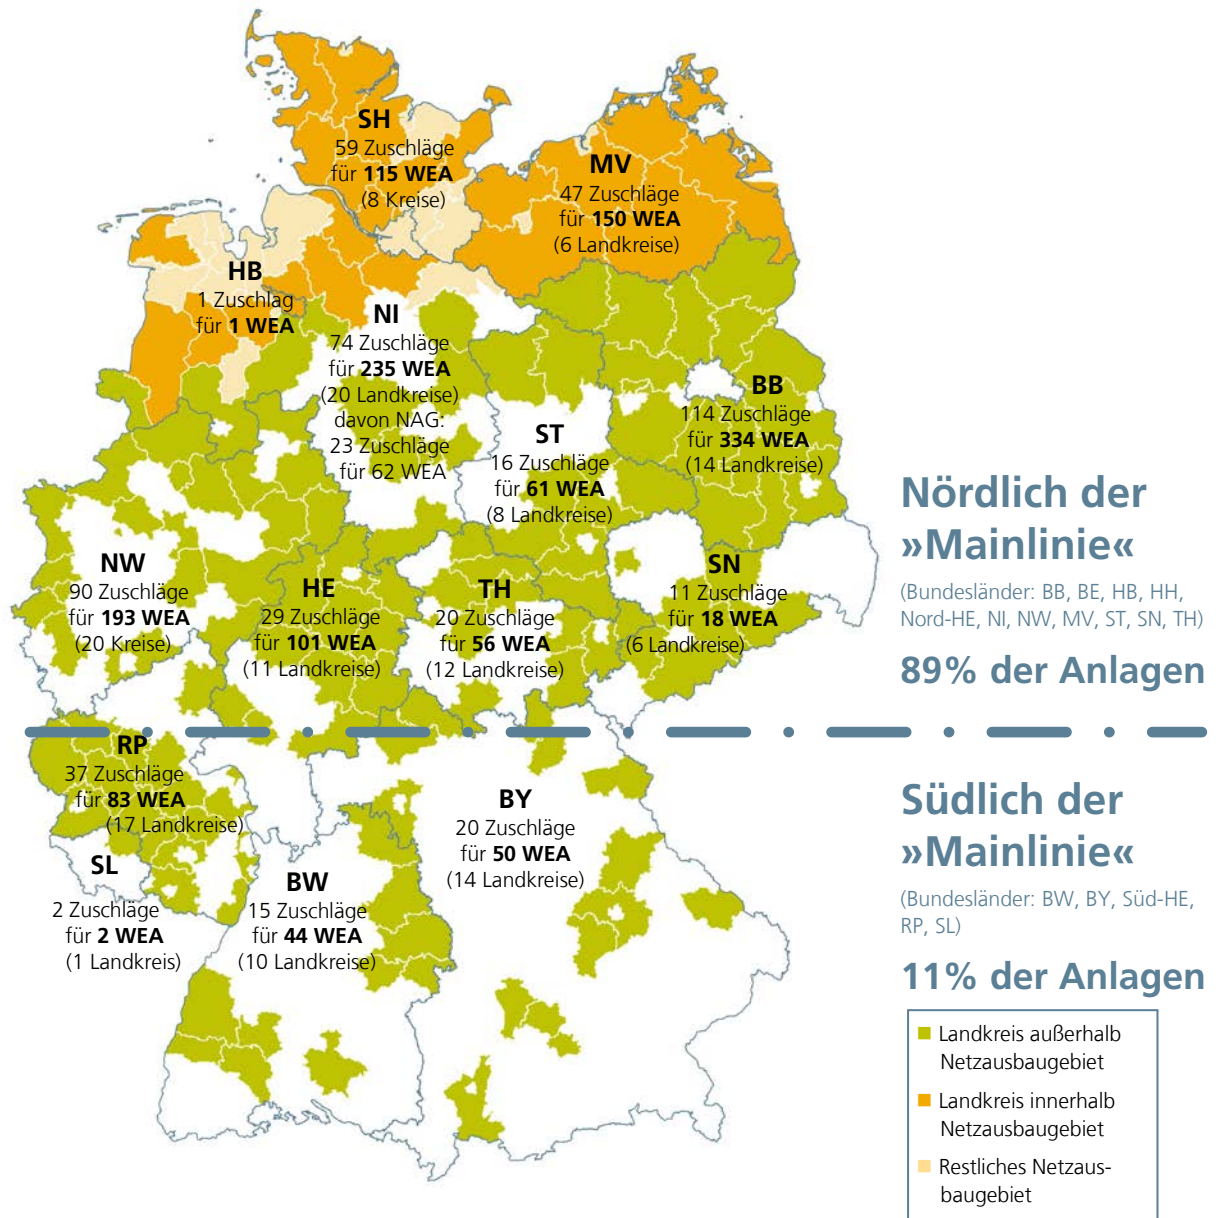 SH
59 Zuschläge
für 115 WEA
(8 Kreise)
MV
47 Zuschläge
für 150 WEA
(6 Landkreise)
HB
1 Zuschlag
für 1 WEA
NI
74 Zuschläge
für 235 WEA
(20 Landkreise)
davon NAG:
23 Zuschläge
für 62 WEA
BB
114 Zuschläge
für 334 WEA
(14 Landkreise)
ST
16 Zuschläge
für 61 WEA
(8 Landkreise)
NW
90 Zuschläge
für 193 WEA
(20 Kreise)
HE
29 Zuschläge
für 101 WEA
(11 Landkreise)
TH
20 Zuschläge
für 56 WEA
(12 Landkreise)
SN
11 Zuschläge
für 18 WEA
(6 Landkreise)
RP
37 Zuschläge
für 83 WEA
(17 Landkreise)
SL
2 Zuschläge
für 2 WEA
(1 Landkreis)
BW
15 Zuschläge
für 44 WEA
(10 Landkreise)
BY
20 Zuschläge
für 50 WEA
(14 Landkreise)
Nördlich der
»Mainlinie«
(Bundesländer: BB, BE, HB, HH,
Nord-HE, NI, NW, MV, ST, SN, TH)
89% der Anlagen
Südlich der
»Mainlinie«
(Bundesländer: BW, BY, Süd-HE,
RP, SL)
11% der Anlagen
Landkreis außerhalb
Netzausbaugebiet
Landkreis innerhalb
Netzausbaugebiet
Restliches Netzaus-
baugebiet